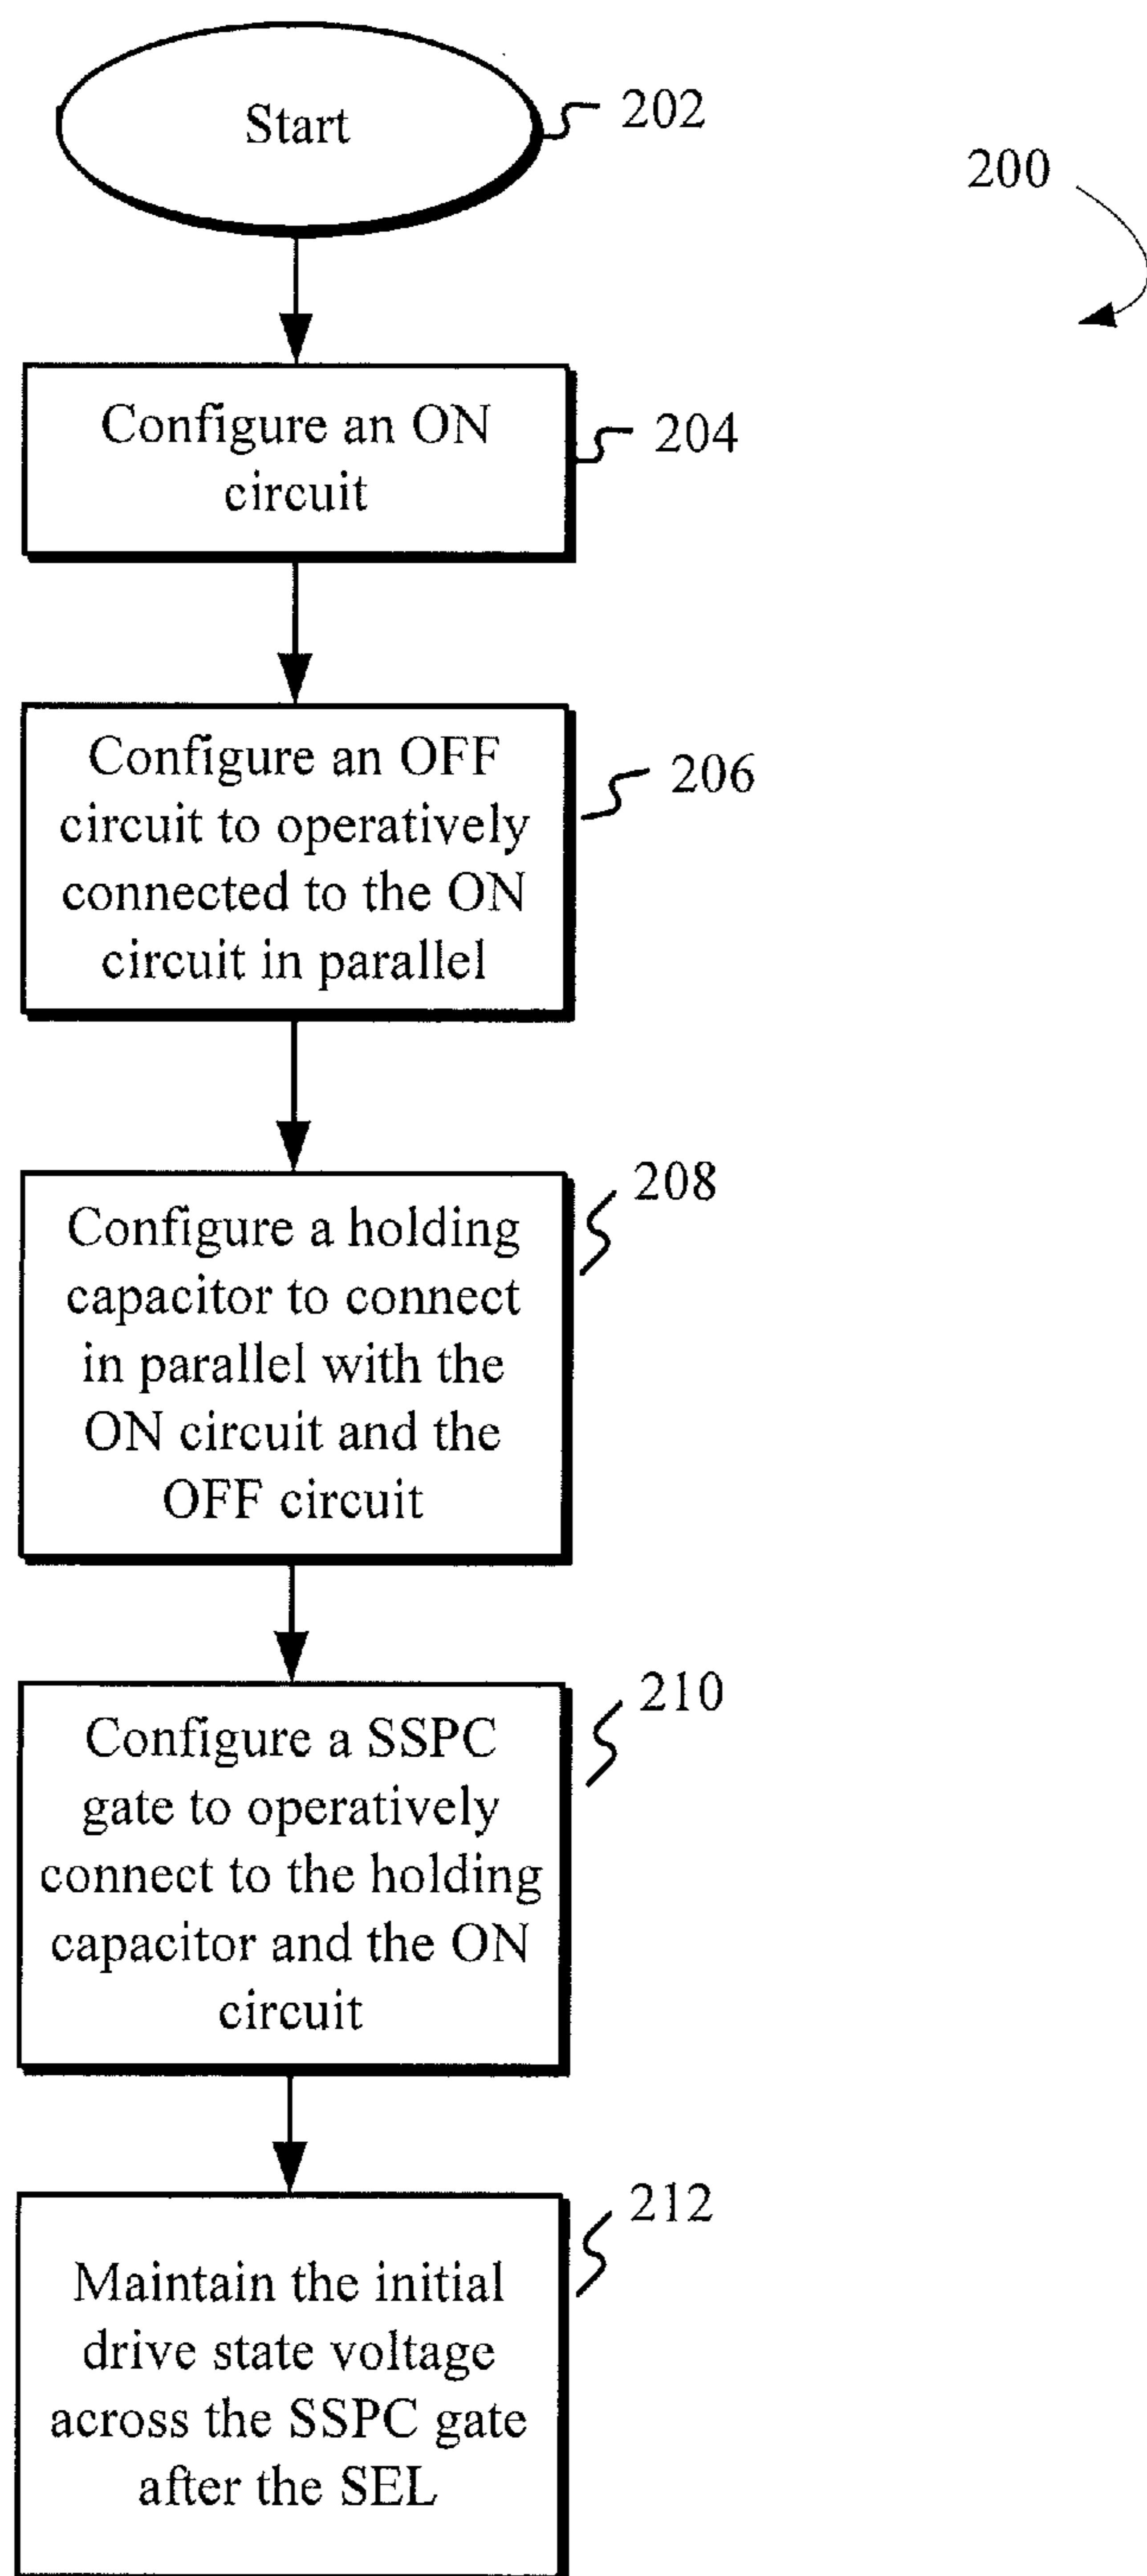 Start
202
200
Configure an ON
circuit
204
Configure an OFF
circuit to operatively
connected to the ON
circuit in parallel
206
Configure a holding
capacitor to connect
in parallel with the
ON circuit and the
OFF circuit
208
Configure a SSPC
gate to operatively
connect to the holding
capacitor and the ON
circuit
210
Maintain the initial
drive state voltage
across the SSPC gate
after the SEL
212